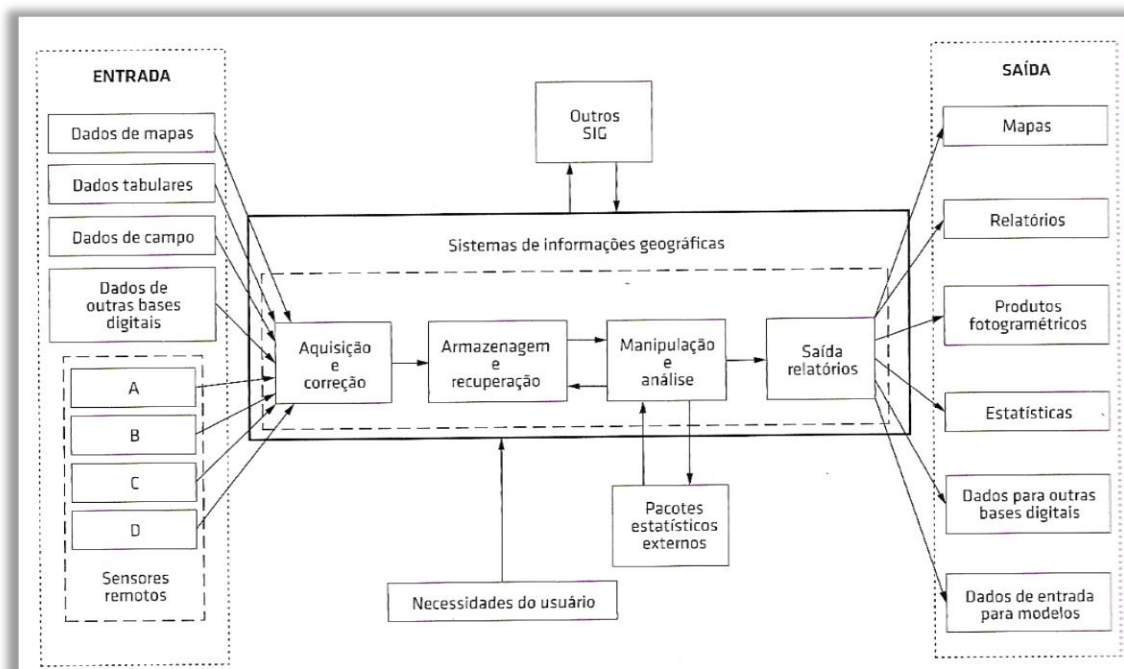 ENTRADA
Dados de mapas
Dados tabulares
Dados de campo
Dados de
outras bases
digitais
A
B
C
D
Sensores
remotos
Outros
SIG
Sistemas de informações geográficas
Aquisição
e
correção
Armazenagem
e
recuperação
Manipulação
e
análise
Saída
relatórios
Pacotes
estatísticos
externos
Necessidades do usuário
SAÍDA
Mapas
Relatórios
Produtos
fotogramétricos
Estatísticas
Dados para outras
bases digitais
Dados de entrada
para modelos